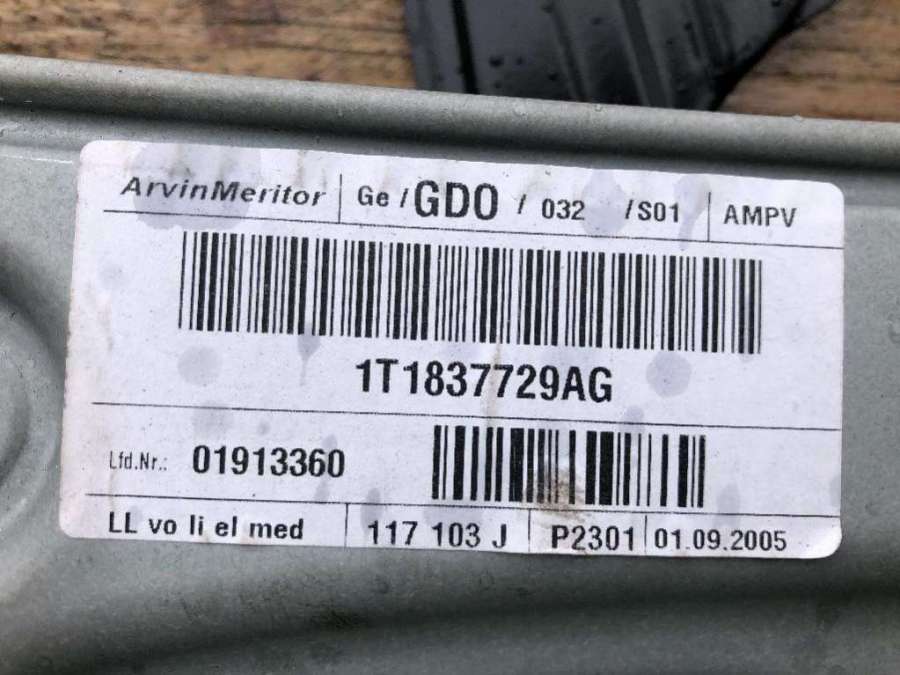 ArvinMeritor Ge / GDO / 032 / S01 AMPV
1T1837729AG
Lfd.Nr.: 01913360
LL vo li el med 117 103 J P2301 01.09.2005